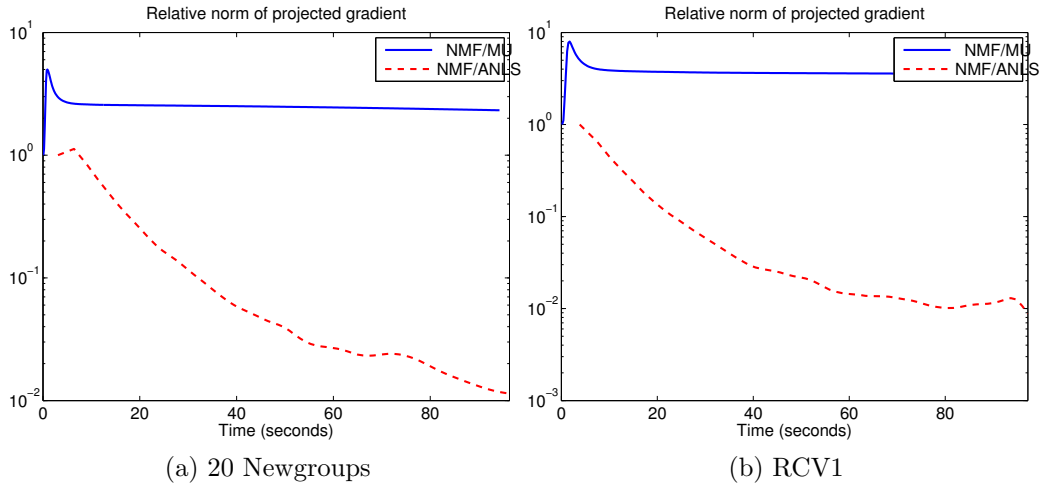 Relative norm of projected gradient
10^1
10^0
10^-1
10^-2
NMF/MU
NMF/ANLS
0 20 40 60 80
Time (seconds)
(a) 20 Newgroups
Relative norm of projected gradient
10^1
10^0
10^-1
10^-2
10^-3
NMF/MU
NMF/ANLS
0 20 40 60 80
Time (seconds)
(b) RCV1